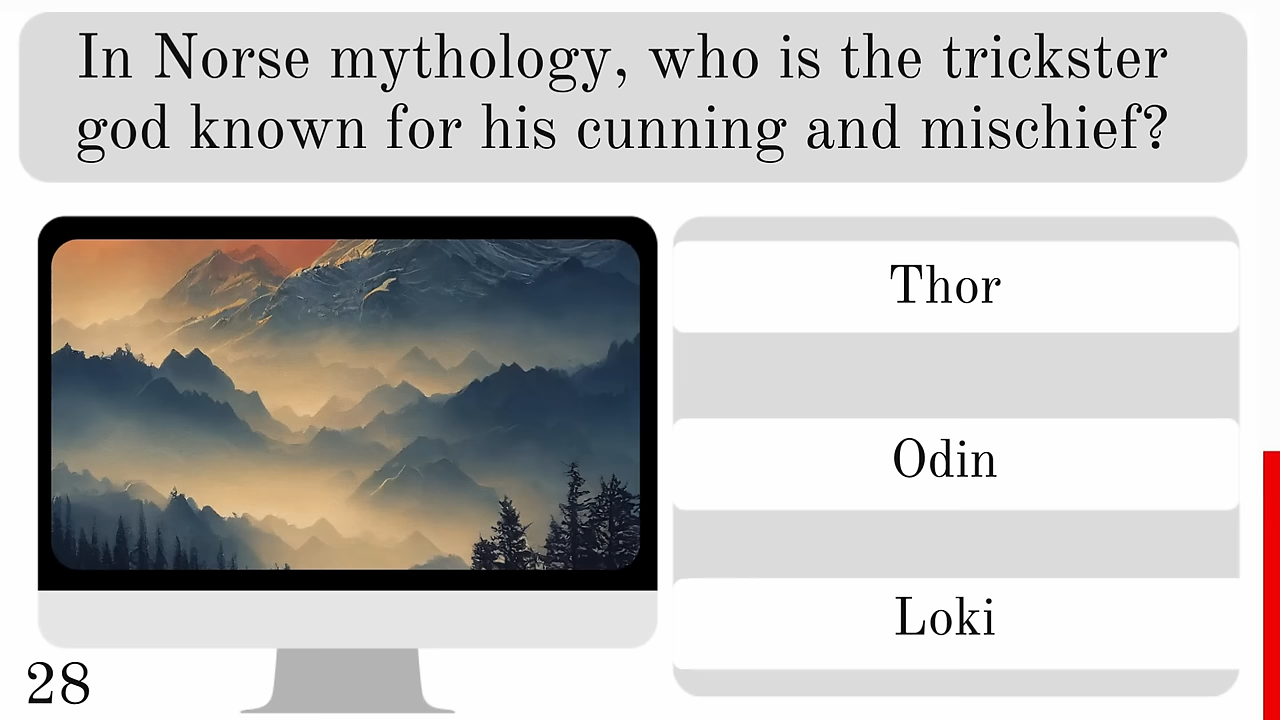 In Norse mythology, who is the trickster
god known for his cunning and mischief?
Thor
Odin
Loki
28